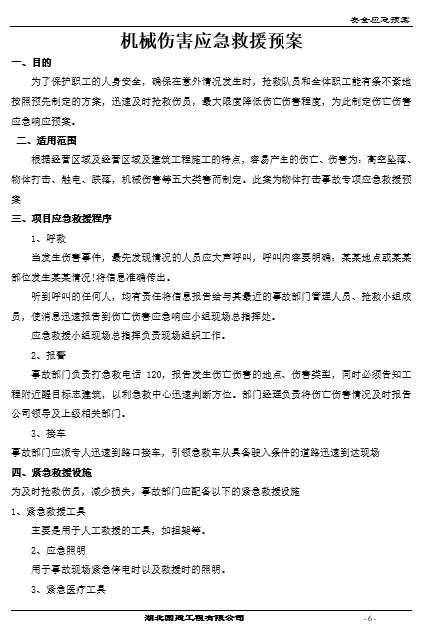 安全应急预案
机械伤害应急救援预案
一、目的
为了保护职工的人身安全，确保在意外情况发生时，抢救队员和全体职工能有条不紊地
按照预先制定的方案，迅速及时抢救伤员，最大限度降低伤亡伤害程度，为此制定伤亡伤害
应急响应预案。
二、适用范围
根据经营区域及经营区域及建筑工程施工的特点，容易产生的伤亡、伤害为：高空坠落、
物体打击、触电、跌落，机械伤害等五大类害而制定。此案为物体打击事故专项应急救援预
案
三、项目应急救援程序
1、呼救
当发生伤害事件，最先发现情况的人员应大声呼叫，呼叫内容要明确：某某地点或某某
部位发生某某情况!将信息准确传出。
听到呼叫的任何人，均有责任将信息报告给与其最近的事故部门管理人员、抢救小组成
员，使消息迅速报告到伤亡伤害应急响应小组现场总指挥处。
应急救援小组现场总指挥负责现场组织工作。
2、报警
事故部门负责打急救电话 120，报告发生伤亡伤害的地点、伤害类型，同时必须告知工
程附近醒目标志建筑，以利急救中心迅速判断方位。部门经理负责将伤亡伤害情况及时报告
公司领导及上级相关部门。
3、接车
事故部门应派专人迅速到路口接车，引领急救车从具备驶入条件的道路迅速到达现场
四、紧急救援设施
为及时抢救伤员，减少损失，事故部门应配备以下的紧急救援设施
1、紧急救援工具
主要是用于人工救援的工具，如担架等。
2、应急照明
用于事故现场紧急停电时以及救援时的照明。
3、紧急医疗工具
湖北 工程有限公司
- 6 -